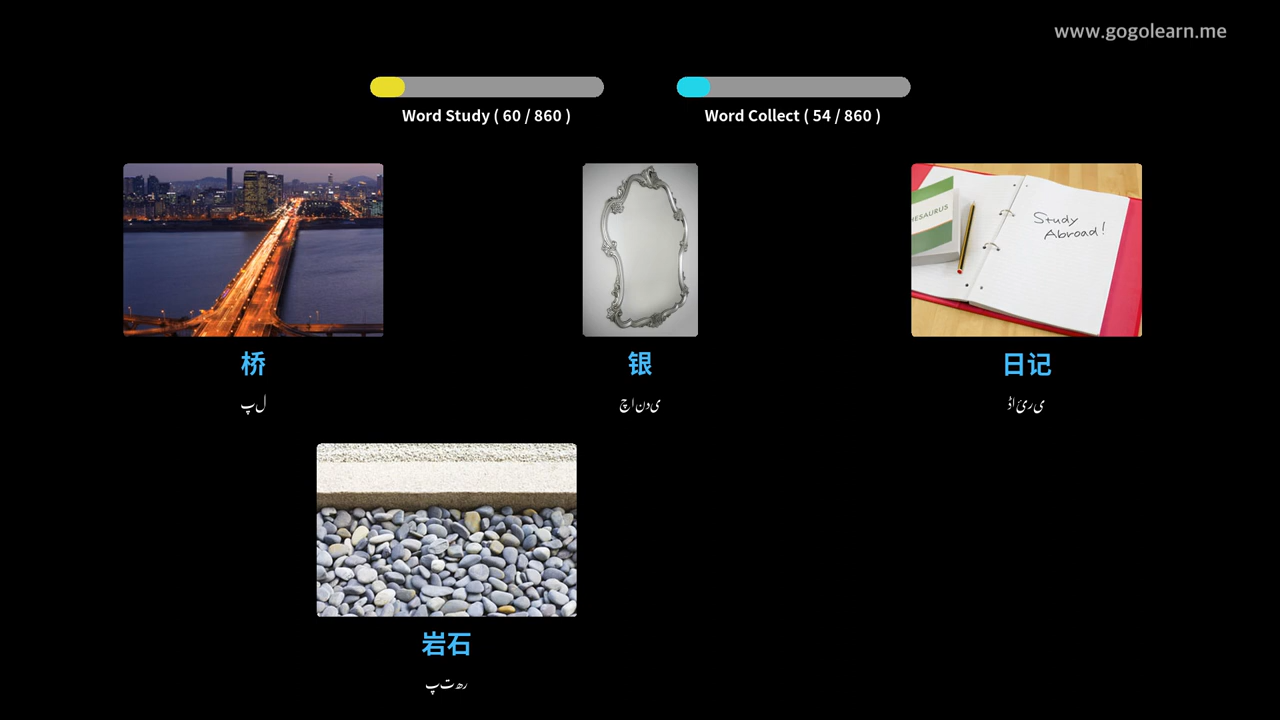 www.gogolearn.me
Word Study ( 60 / 860 )
Word Collect ( 54 / 860 )
THESAURUS
Study
Abroad!
桥
银
日记
پل
چاندی
ڈائری
岩石
پتھر